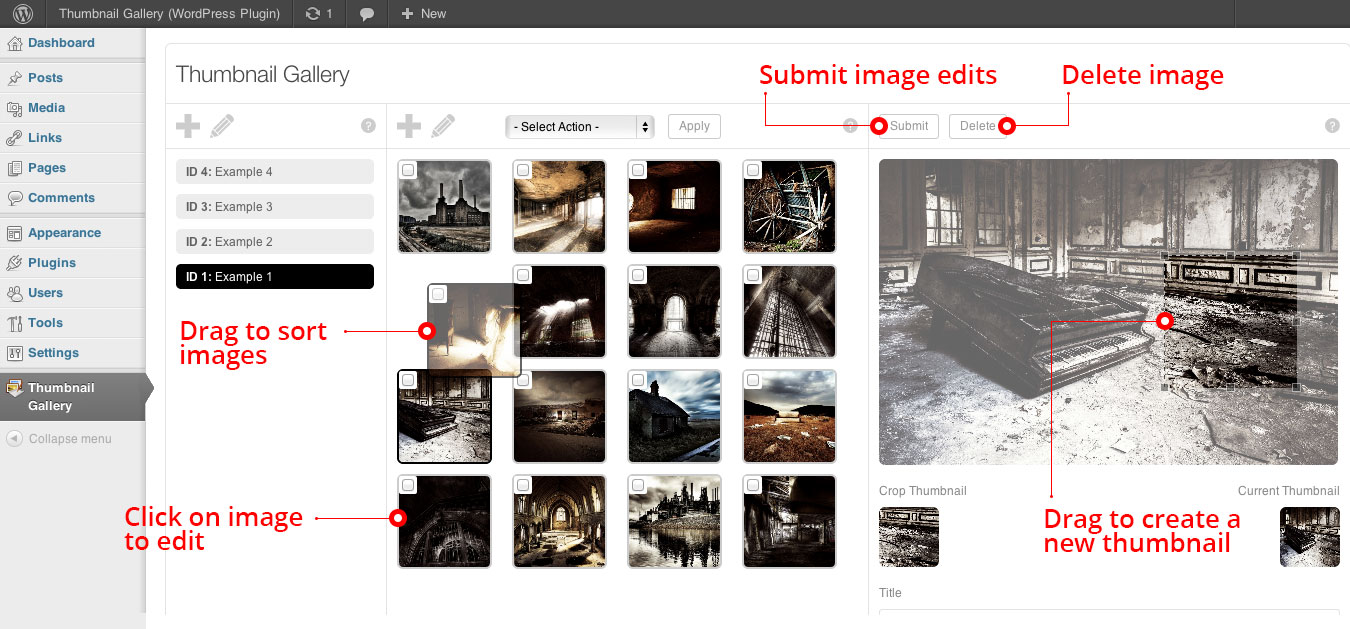 Thumbnail Gallery (WordPress Plugin)
1
New
Dashboard
Posts
Media
Links
Pages
Comments
Appearance
Plugins
Users
Tools
Settings
Thumbnail
Gallery
Collapse menu
Thumbnail Gallery
?
ID 4: Example 4
ID 3: Example 3
ID 2: Example 2
ID 1: Example 1
Drag to sort
images
Click on image
to edit
- Select Action -
Apply
?
Submit image edits
Delete image
Submit
Delete
?
Crop Thumbnail
Current Thumbnail
Drag to create a
new thumbnail
Title